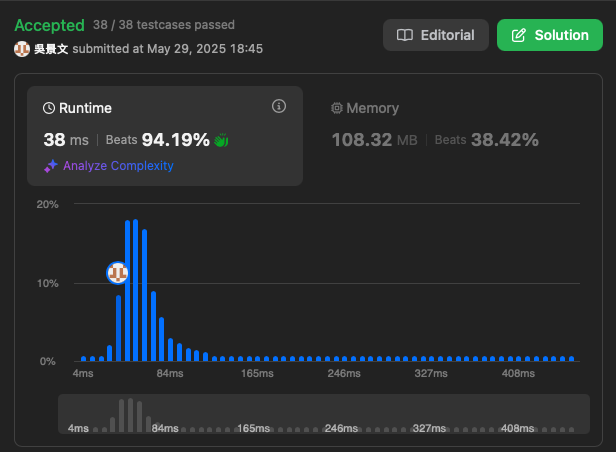 Accepted 38 / 38 testcases passed
吳景文 submitted at May 29, 2025 18:45
Editorial
Solution
Runtime
38 ms | Beats 94.19%
Analyze Complexity
Memory
108.32 MB | Beats 38.42%
20%
10%
0%
4ms 84ms 165ms 246ms 327ms 408ms
4ms 84ms 165ms 246ms 327ms 408ms